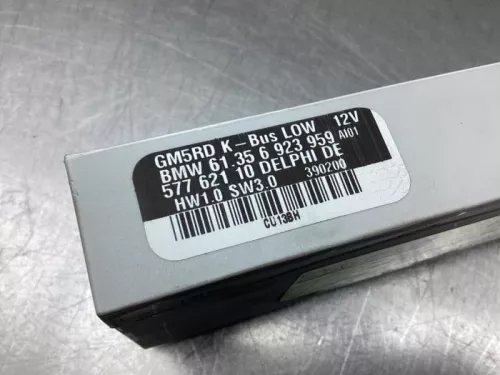 GM5RD K-Bus LOW 12V
BMW 61.35 6 923 959 AI01
577 621 10 DELPHI DE
HW1.0 SW3.0 390200
CU13BH